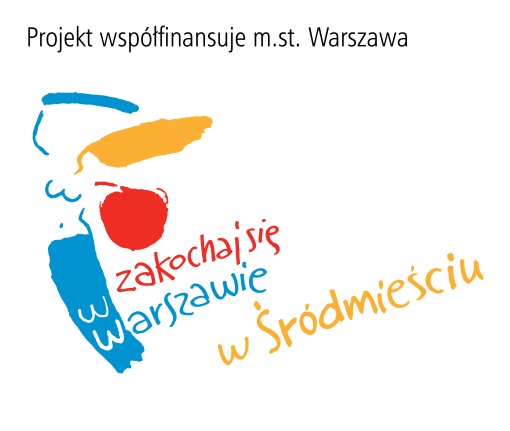 Projekt współfinansuje m.st. Warszawa
zakochaj się
w warszawie
w Śródmieściu